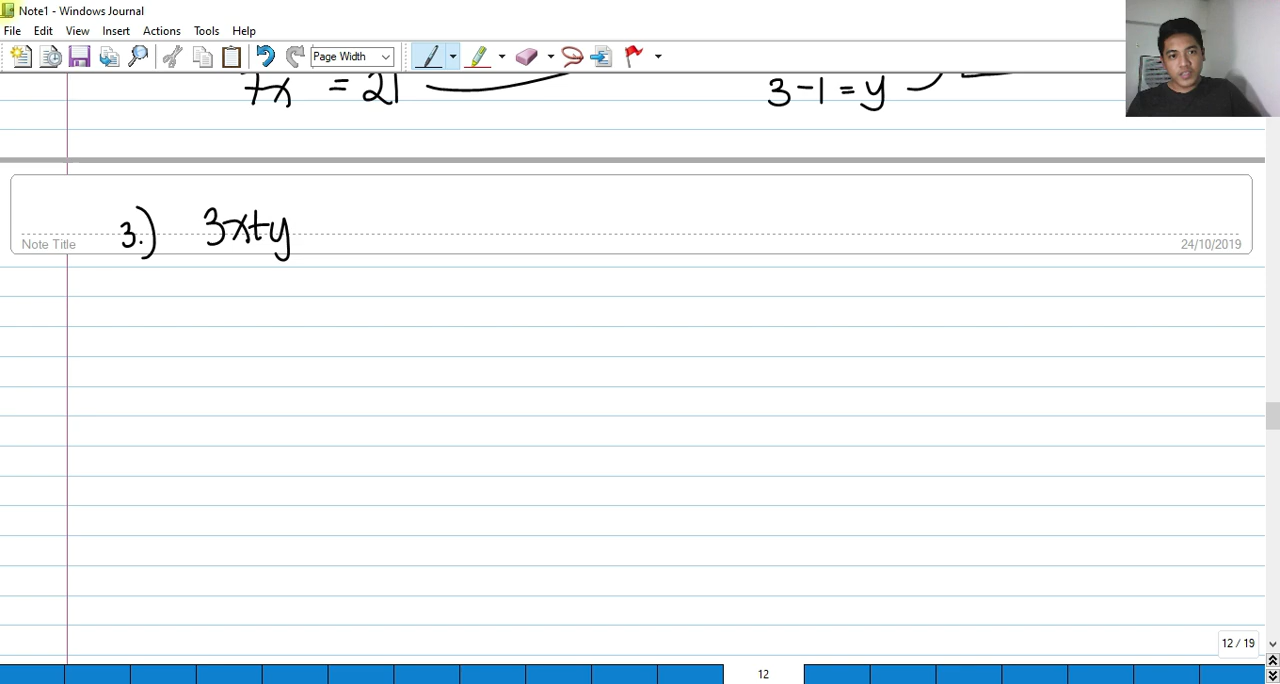 Note1 - Windows Journal
File Edit View Insert Actions Tools Help
Page Width
7x = 21
3-1=y
3.) 3x+y
Note Title
24/10/2019
12 / 19
12